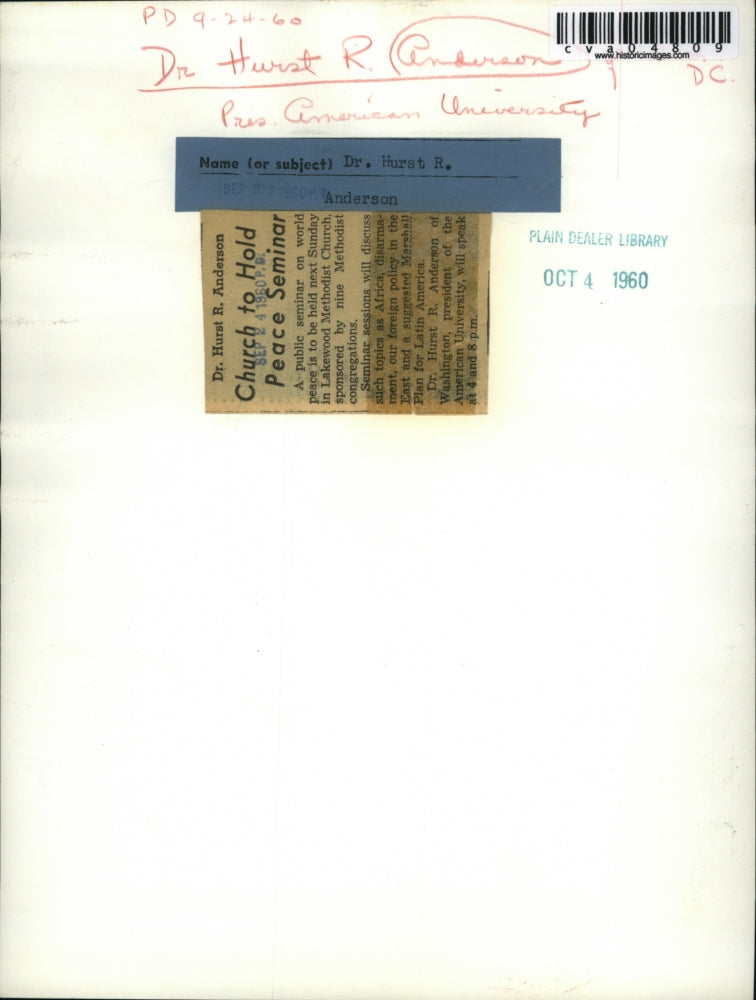 PD 9-24-60
Dr Hurst R. Anderson of DC.
Pres. American University
cva04809
www.historicimages.com
Name (or subject) Dr. Hurst R.
Anderson
SEP 24 1960 P.D.
PLAIN DEALER LIBRARY
OCT 4 1960
Dr. Hurst R. Anderson
Church to Hold
SEP 24 1960 P.D.
Peace Seminar
A public seminar on world
peace is to be held next Sunday
in Lakewood Methodist Church,
sponsored by nine Methodist
congregations.
Seminar sessions will discuss
such topics as Africa, disarma-
ment, our foreign policy in the
East and a suggested Marshall
Plan for Latin America.
Dr. Hurst R. Anderson of
Washington, president of the
American University, will speak
at 4 and 8 p.m.